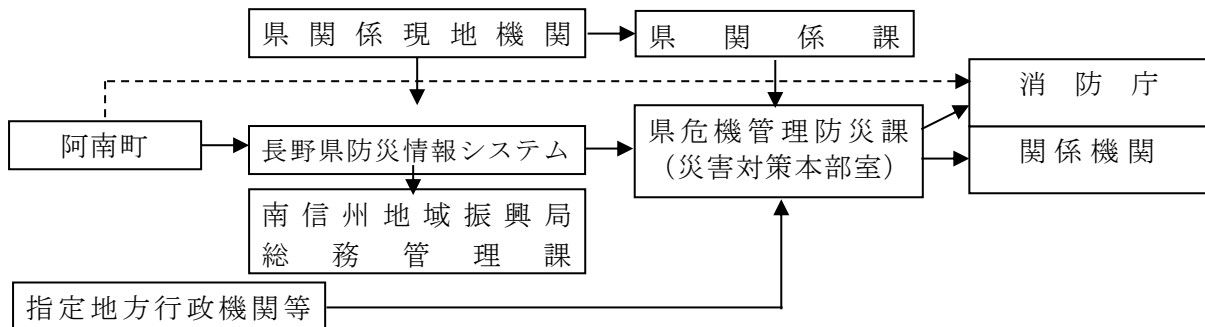 県関係現地機関
県関係課
消防庁
阿南町
長野県防災情報システム
県危機管理防災課
（災害対策本部室）
関係機関
南信州地域振興局
総務管理課
指定地方行政機関等